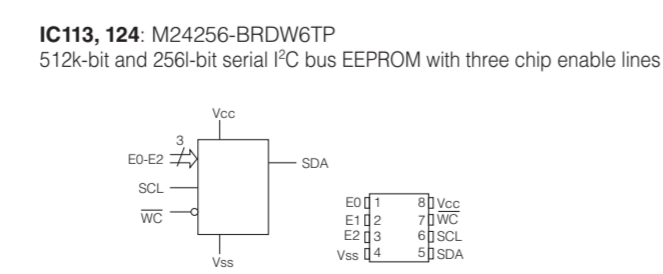 IC113, 124: M24256-BRDW6TP
512k-bit and 256l-bit serial I²C bus EEPROM with three chip enable lines
Vcc
3
E0-E2
SDA
SCL
WC
Vss
E0 1 8 Vcc
E1 2 7 WC
E2 3 6 SCL
Vss 4 5 SDA